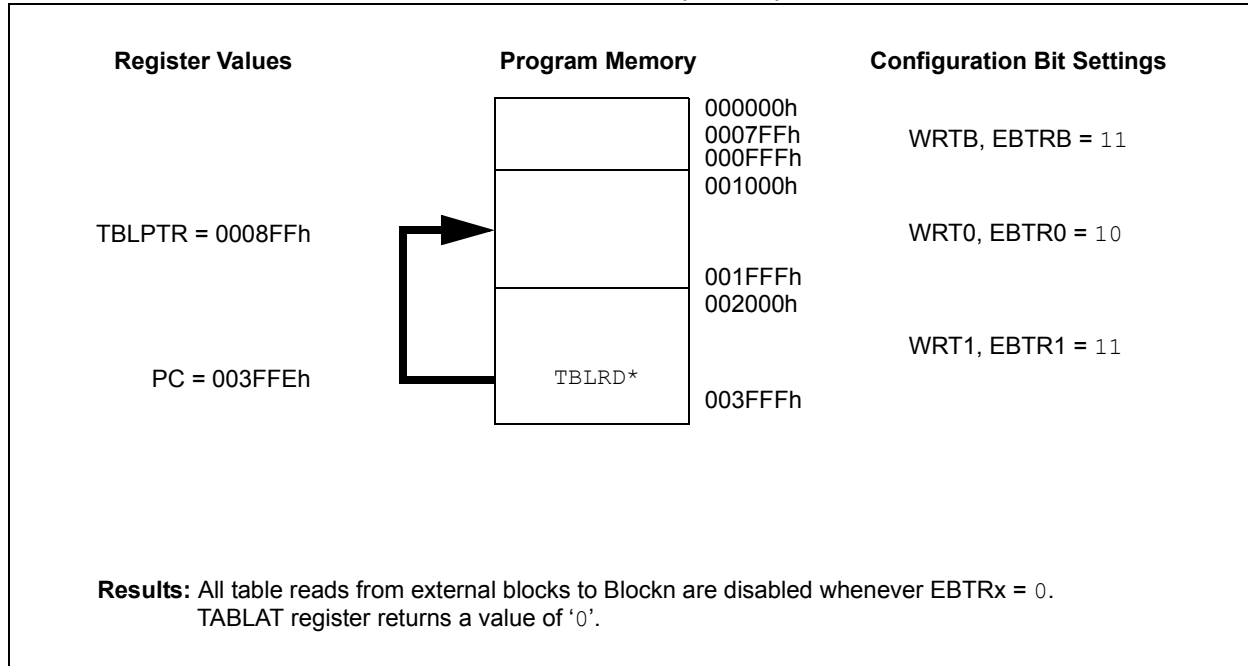 Register Values Program Memory Configuration Bit Settings
000000h
0007FFh
WRTB, EBTRB = 11
000FFFh
001000h
TBLPTR = 0008FFh WRT0, EBTR0 = 10
001FFFh
002000h
WRT1, EBTR1 = 11
PC = 003FFEh TBLRD*
003FFFh
Results: All table reads from external blocks to Blockn are disabled whenever EBTRx = 0.
TABLAT register returns a value of ‘0’.